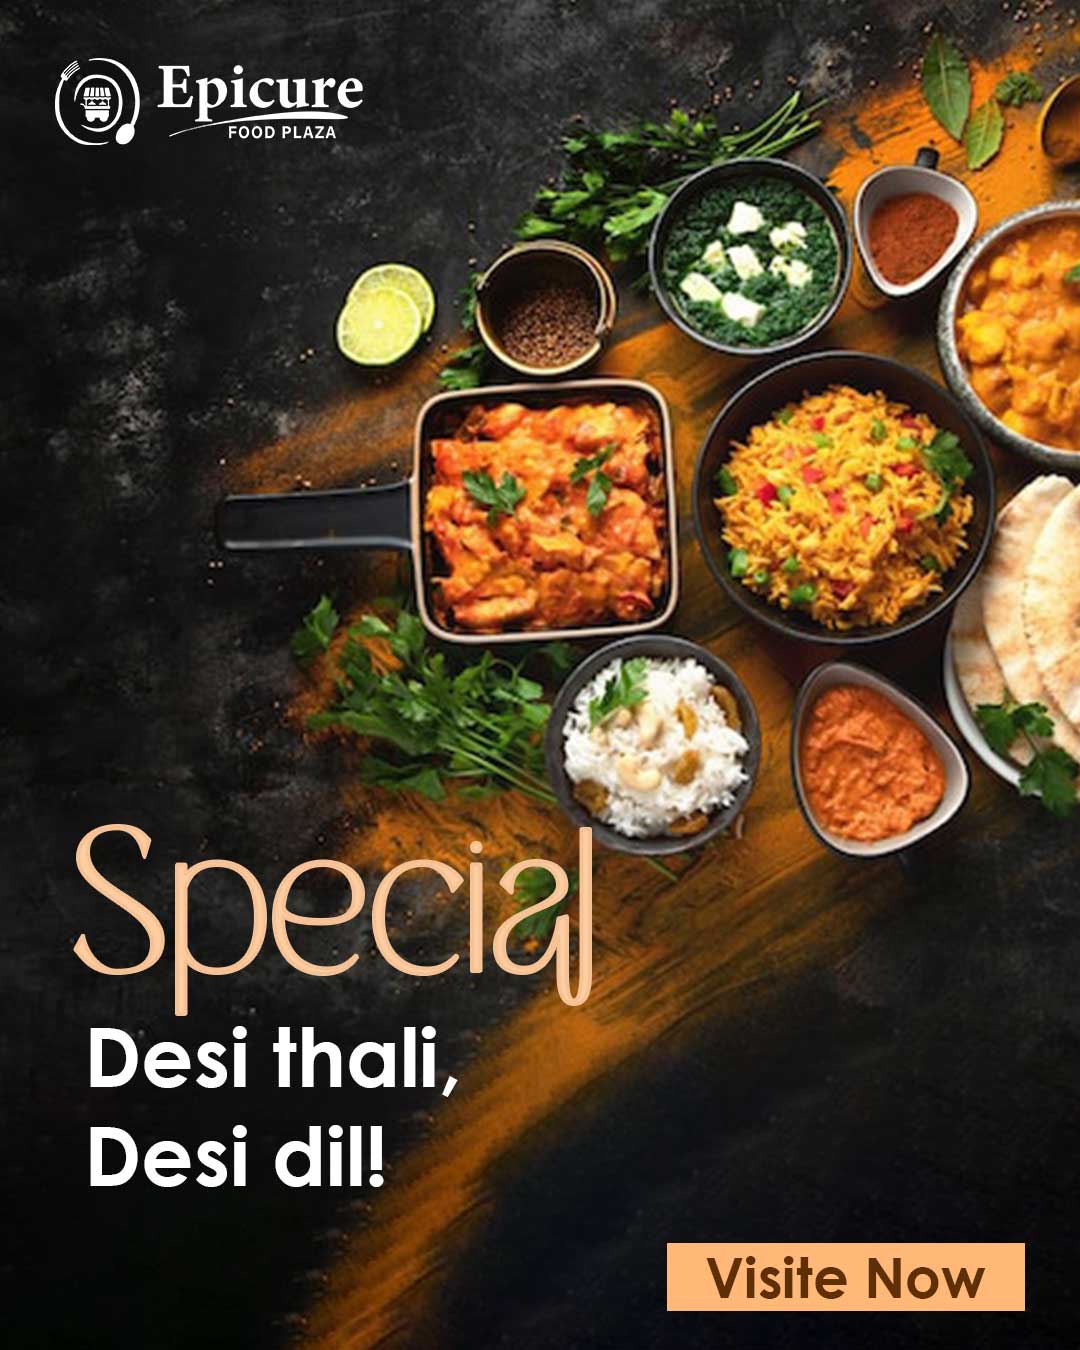 Epicure
FOOD PLAZA
Special
Desi thali,
Desi dil!
Visite Now